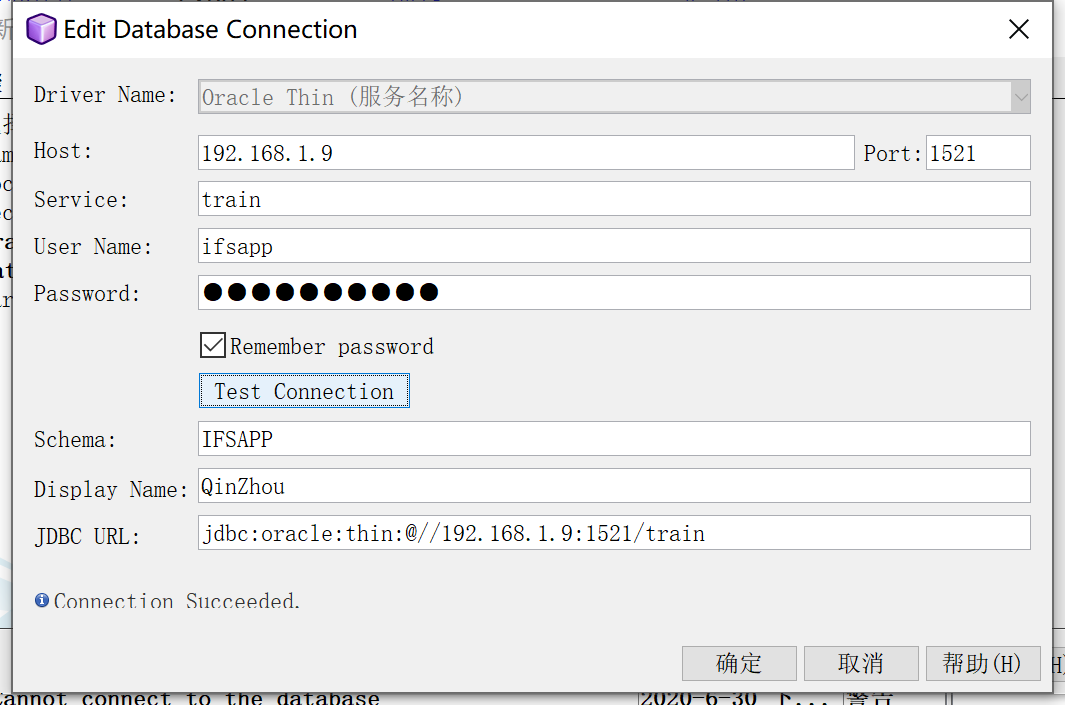 Edit Database Connection
Driver Name: Oracle Thin (服务名称)
Host: 192.168.1.9 Port: 1521
Service: train
User Name: ifsapp
Password: ●●●●●●●●●●
Remember password
Test Connection
Schema: IFSAPP
Display Name: QinZhou
JDBC URL: jdbc:oracle:thin:@//192.168.1.9:1521/train
Connection Succeeded.
确定 取消 帮助(H)
cannot connect to the database 2020-6-30 下... 警告